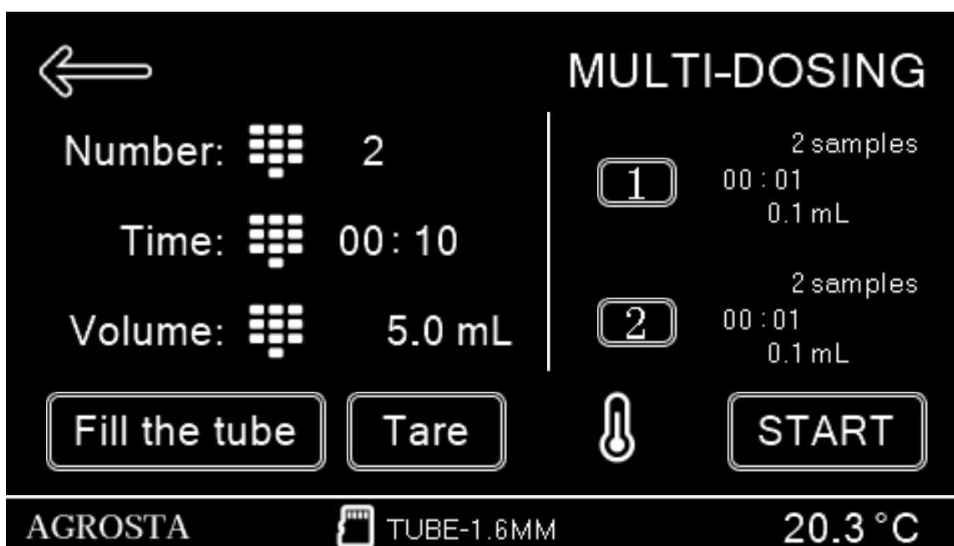 MULTI-DOSING
Number: 2
Time: 00:10
Volume: 5.0 mL
1
2 samples
00:01
0.1 mL
2
2 samples
00:01
0.1 mL
Fill the tube
Tare
START
AGROSTA
TUBE-1.6MM
20.3°C